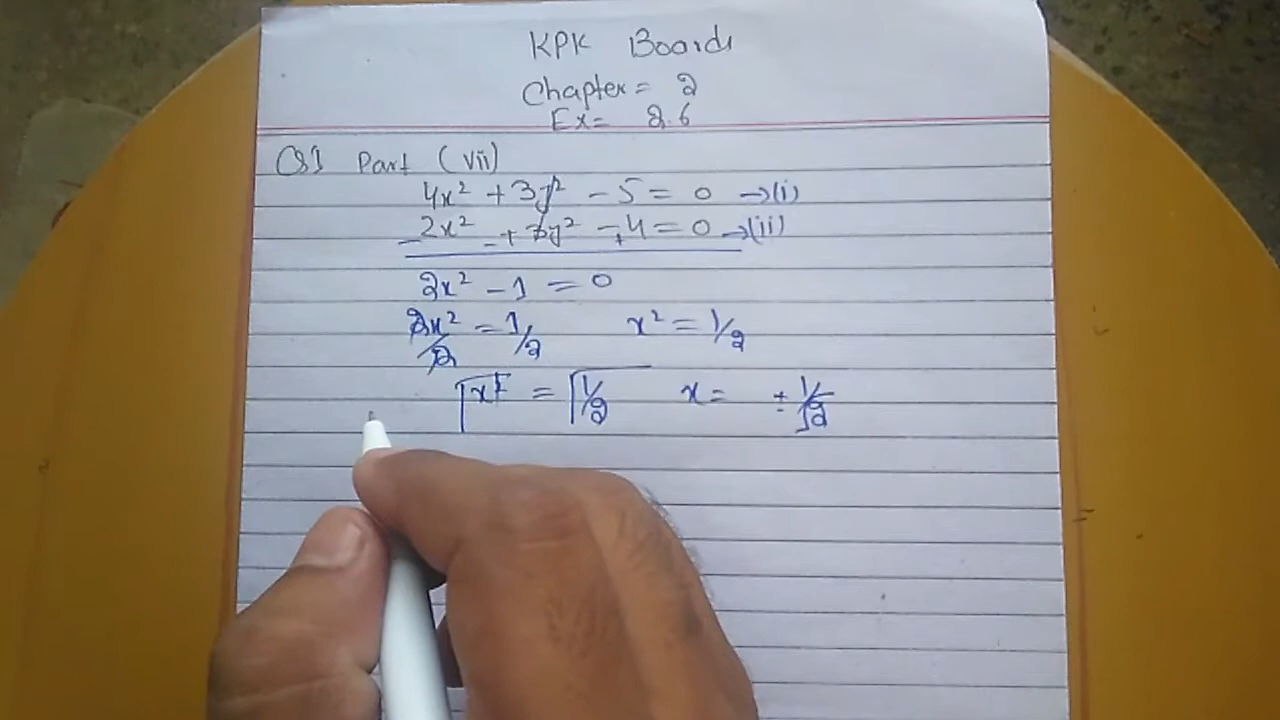 KPK Board
Chapter = 2
Ex = 2.6
Q1 Part (vii)
4x² + 3y² - 5 = 0 →(i)
2x² + 3y² - 4 = 0 →(ii)
- - +
2x² - 1 = 0
2x²/2 = 1/2 x² = 1/2
√x² = √1/2 x = ± 1/√2